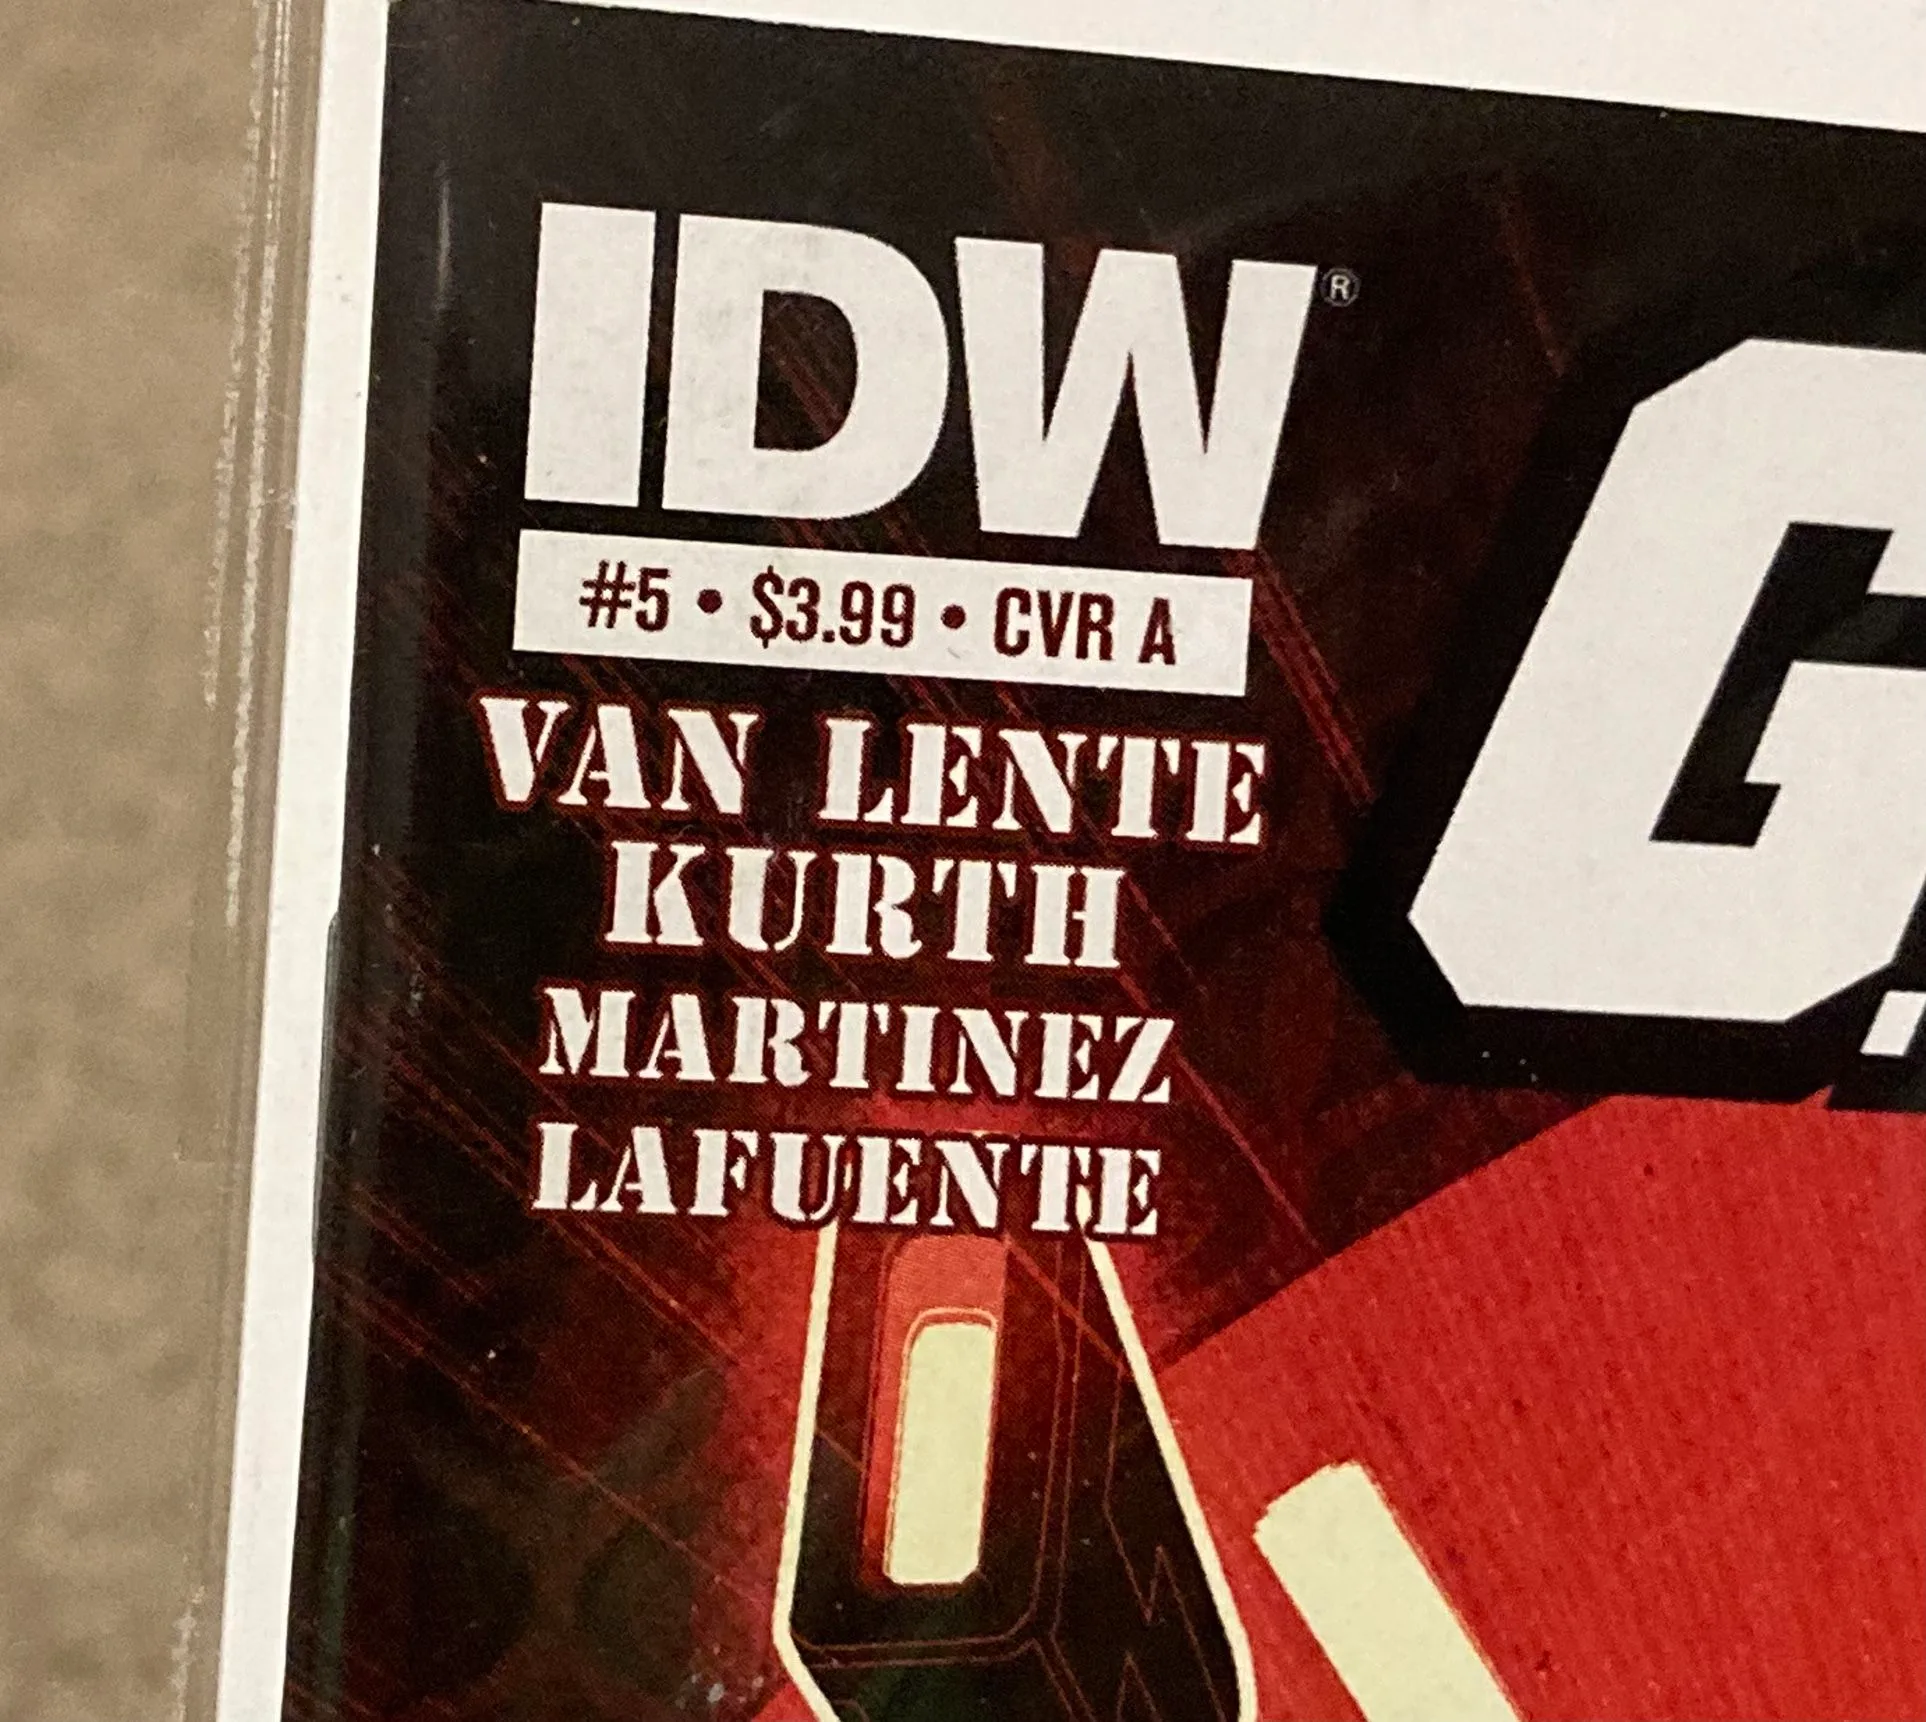 IDW®
#5 • $3.99 • CVR A
VAN LENTE
KURTH
MARTINEZ
LAFUENTE
G.